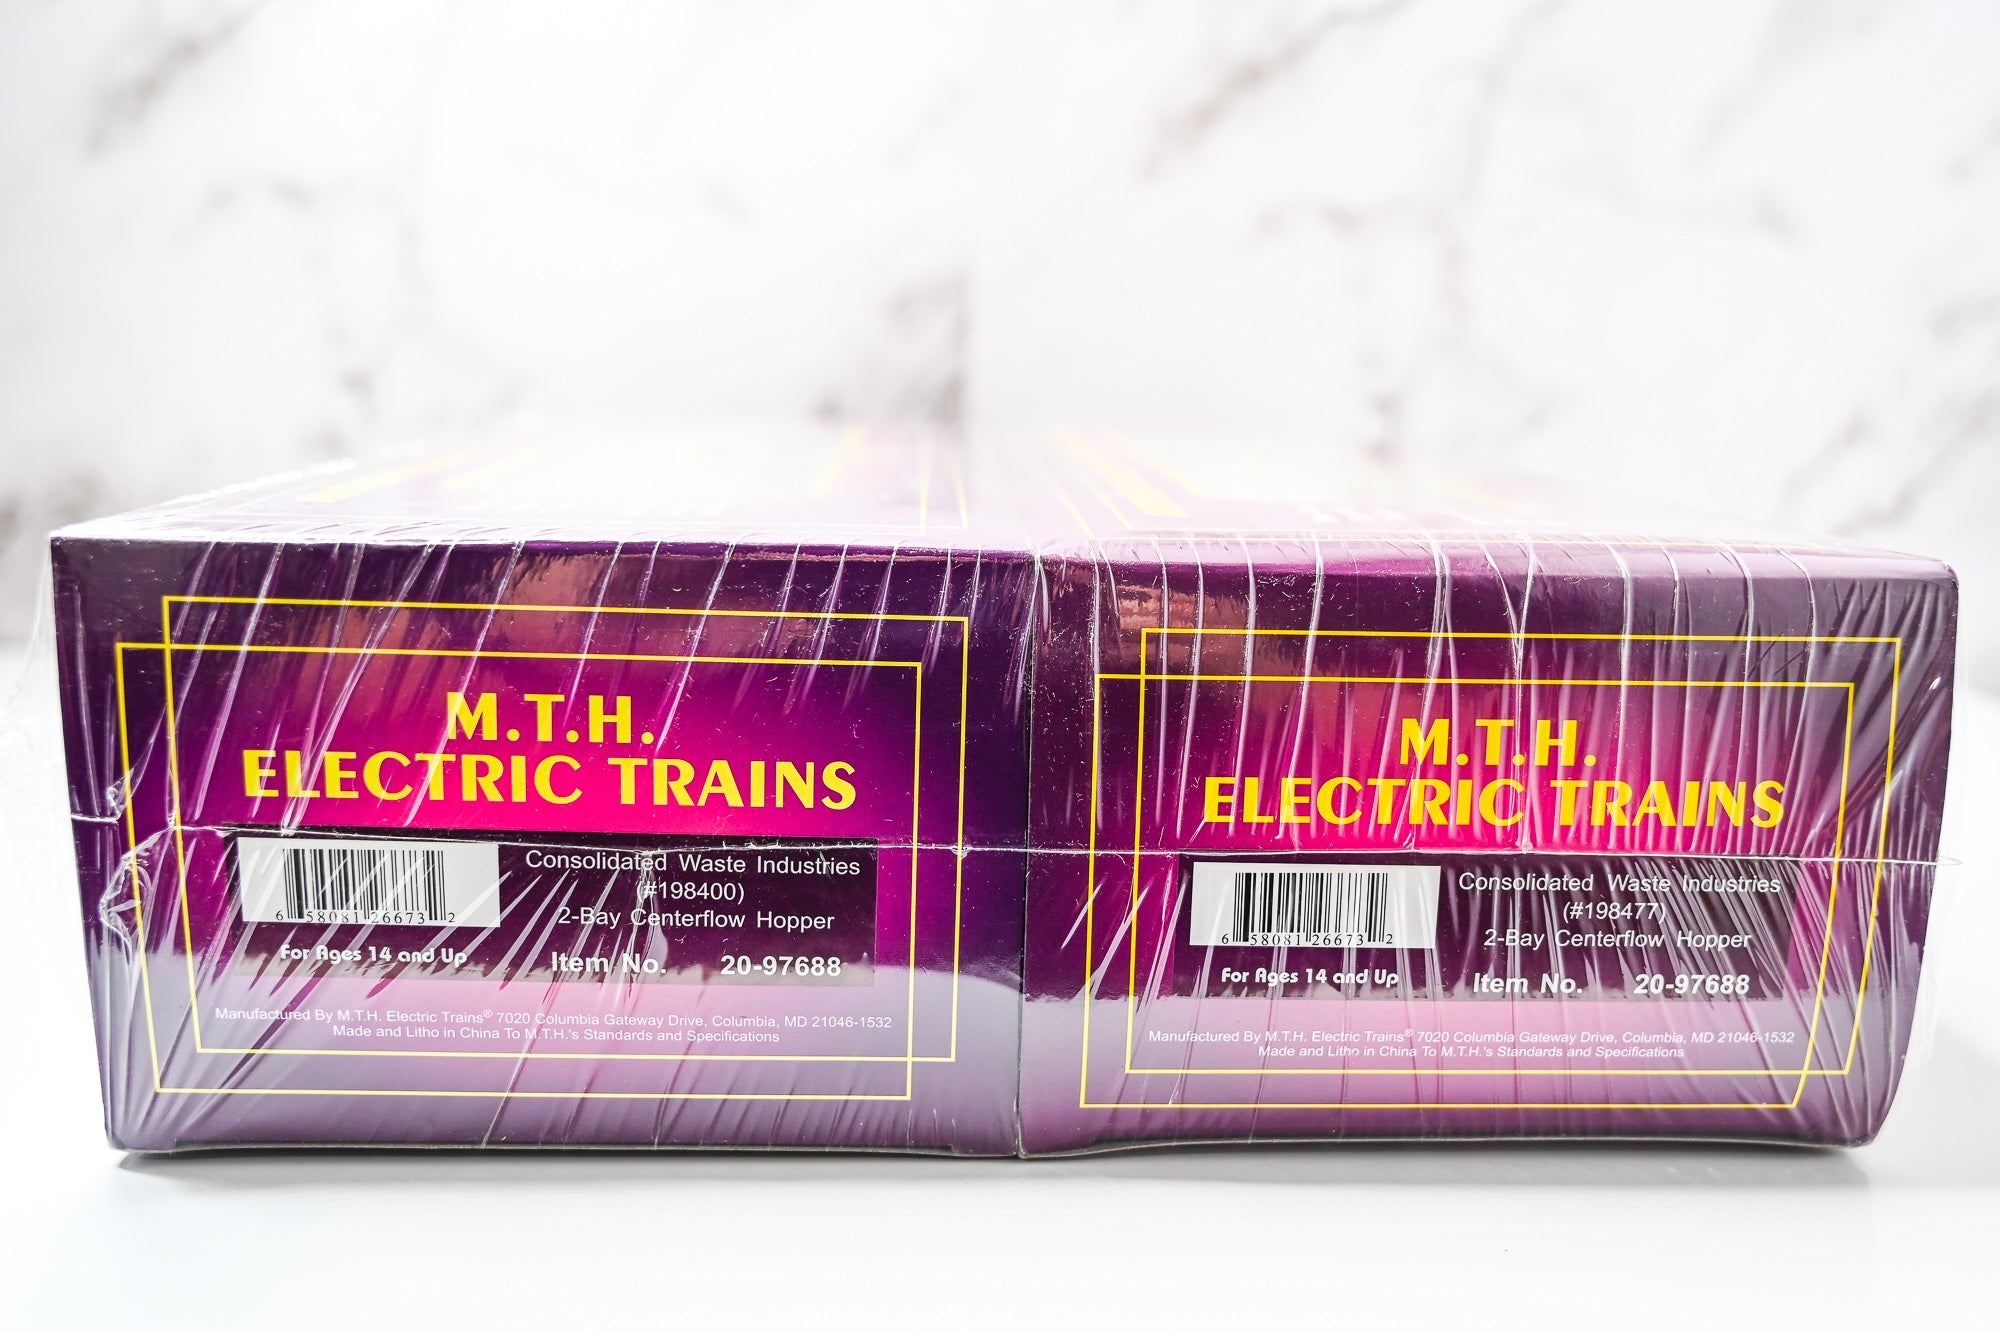 M.T.H.
ELECTRIC TRAINS
6 58081 26673 2
Consolidated Waste Industries
(#198400)
2-Bay Centerflow Hopper
For Ages 14 and Up
Item No. 20-97688
Manufactured By M.T.H. Electric Trains® 7020 Columbia Gateway Drive, Columbia, MD 21046-1532
Made and Litho in China To M.T.H.'s Standards and Specifications
M.T.H.
ELECTRIC TRAINS
6 58081 26673 2
Consolidated Waste Industries
(#198477)
2-Bay Centerflow Hopper
For Ages 14 and Up
Item No. 20-97688
Manufactured By M.T.H. Electric Trains® 7020 Columbia Gateway Drive, Columbia, MD 21046-1532
Made and Litho in China To M.T.H.'s Standards and Specifications